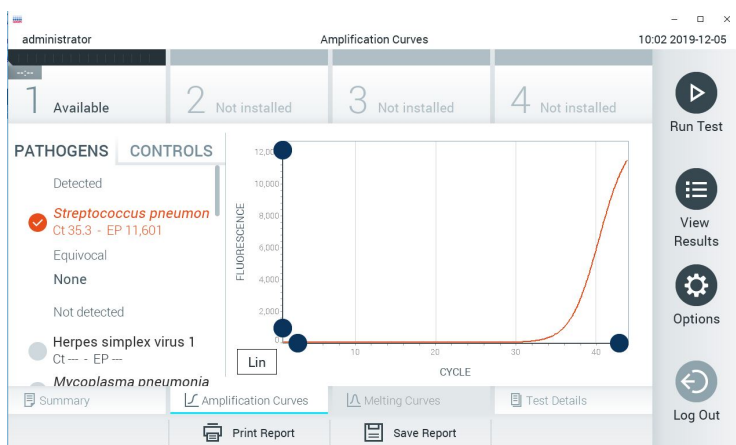 administrator
Amplification Curves
10:02 2019-12-05
--:--
1 Available
2 Not installed
3 Not installed
4 Not installed
Run Test
PATHOGENS CONTROLS
Detected
Streptococcus pneumon
Ct 35.3 - EP 11,601
Equivocal
None
Not detected
Herpes simplex virus 1
Ct --- - EP ---
Mycoplasma pneumonia
FLUORESCENCE
12,00
10,000
8,000
6,000
4,000
2,000
0
10 20 30 40
CYCLE
Lin
View
Results
Options
Log Out
Summary
Amplification Curves
Melting Curves
Test Details
Print Report
Save Report